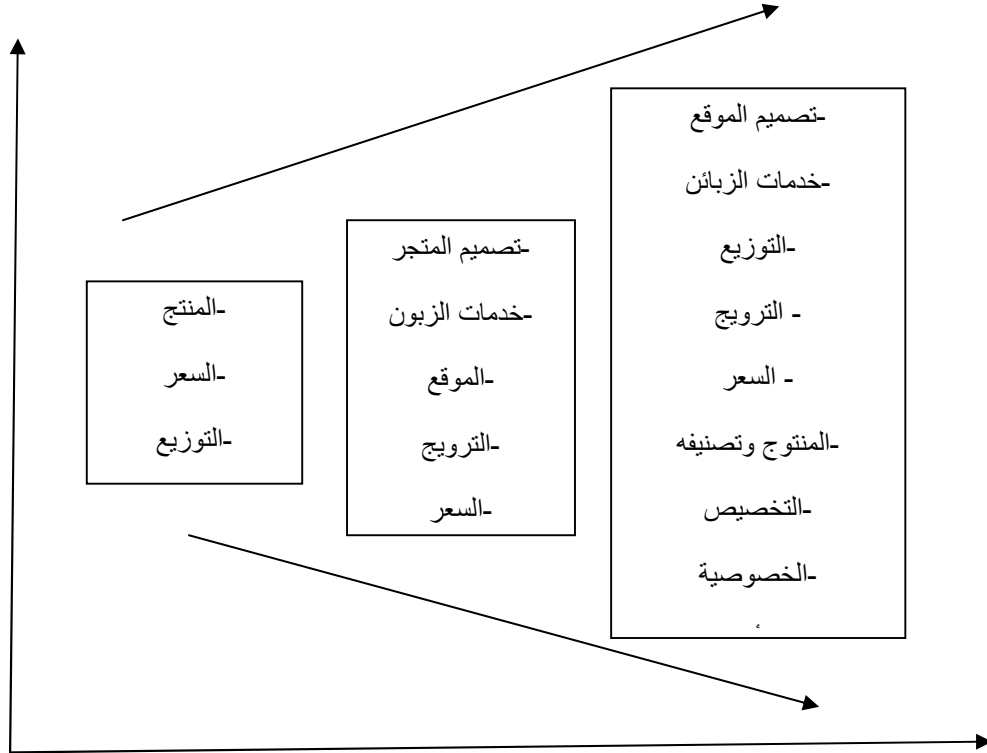 -المنتج
-السعر
-التوزيع
-تصميم المتجر
-خدمات الزبون
-الموقع
-الترويج
-السعر
-تصميم الموقع
-خدمات الزبائن
-التوزيع
- الترويج
- السعر
-المنتوج وتصنيفه
-التخصيص
-الخصوصية